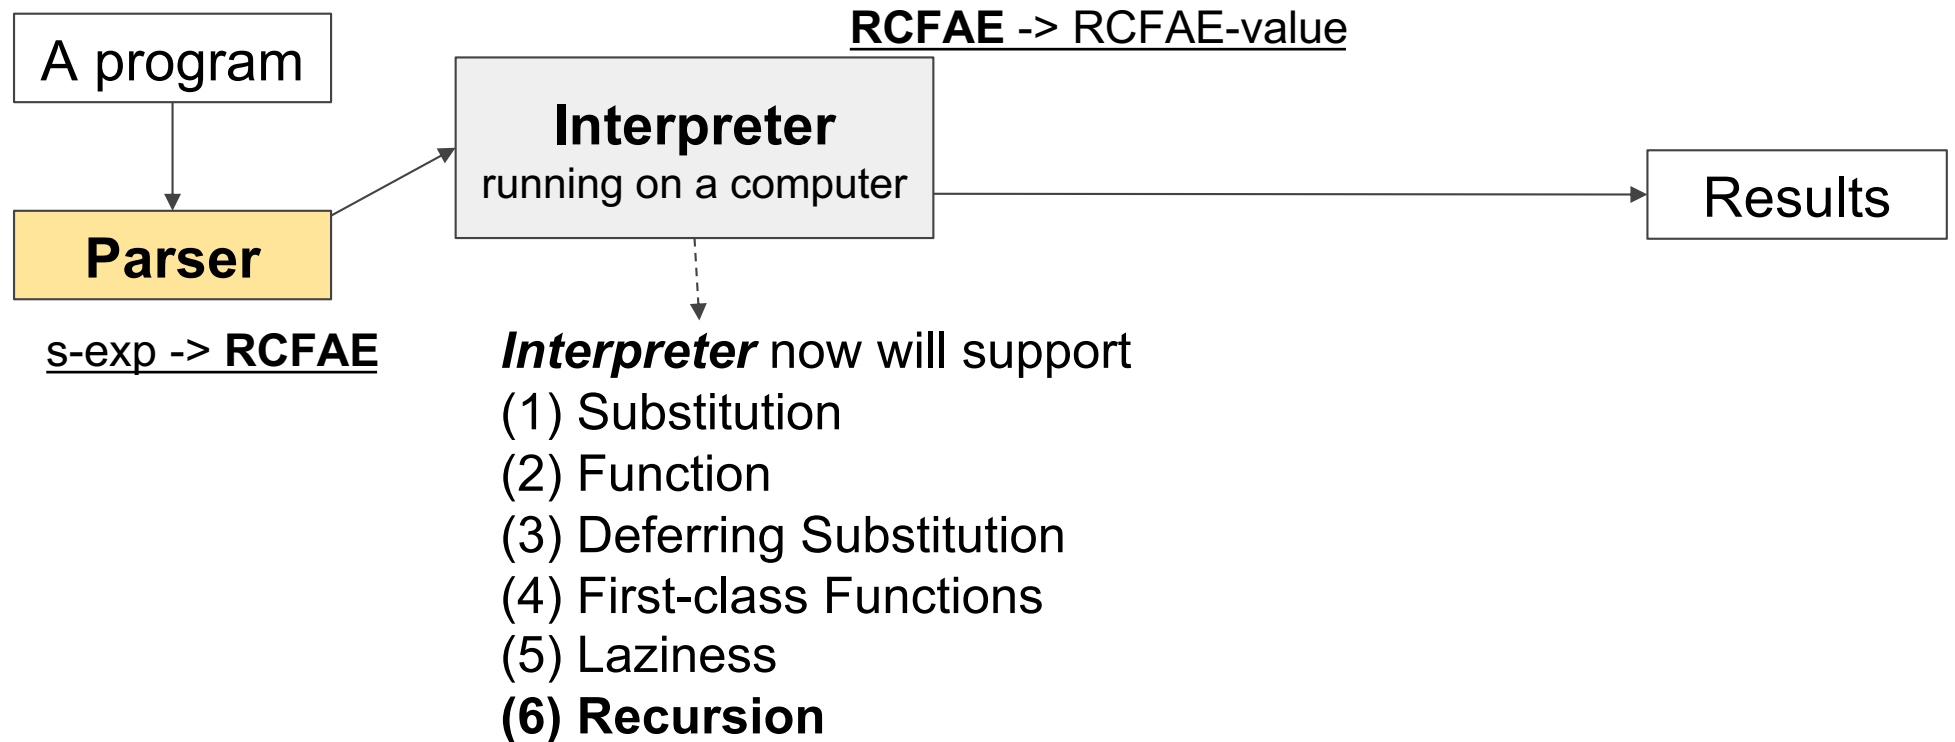 RCFAE -> RCFAE-value
A program
Interpreter
running on a computer
Results
Parser
s-exp -> RCFAE
Interpreter now will support
(1) Substitution
(2) Function
(3) Deferring Substitution
(4) First-class Functions
(5) Laziness
(6) Recursion